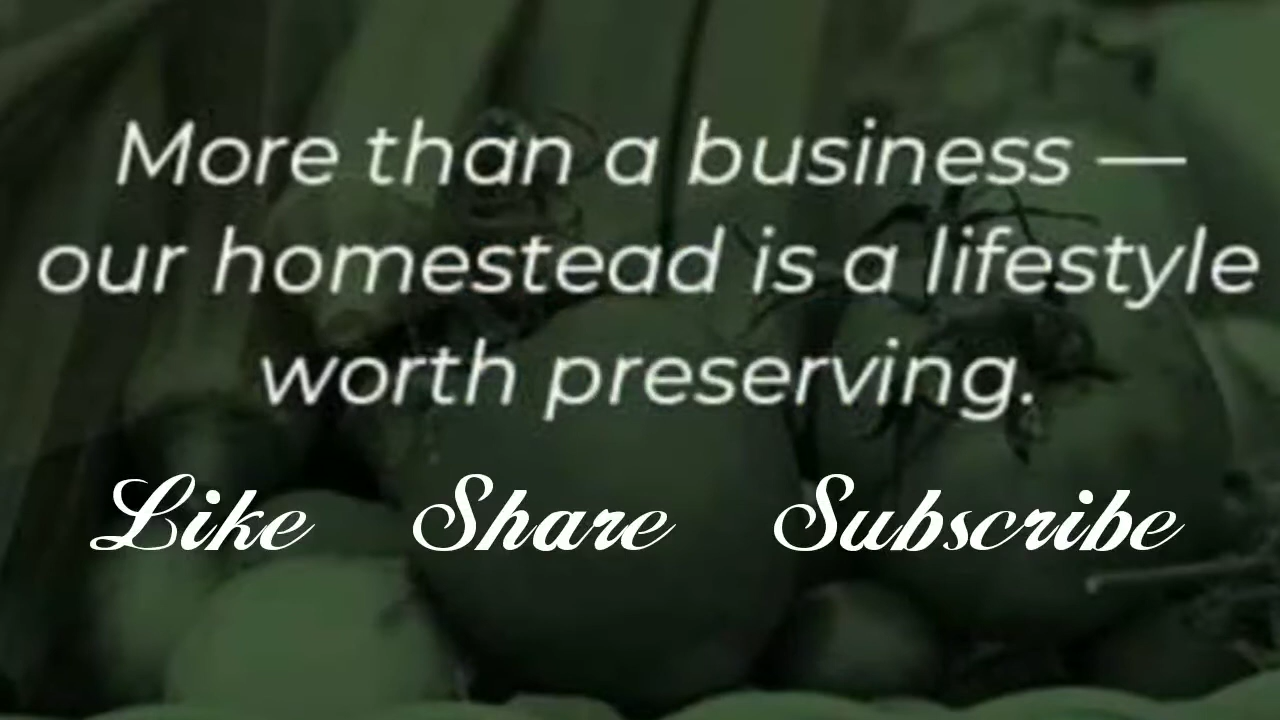 More than a business —
our homestead is a lifestyle
worth preserving.
Like Share Subscribe